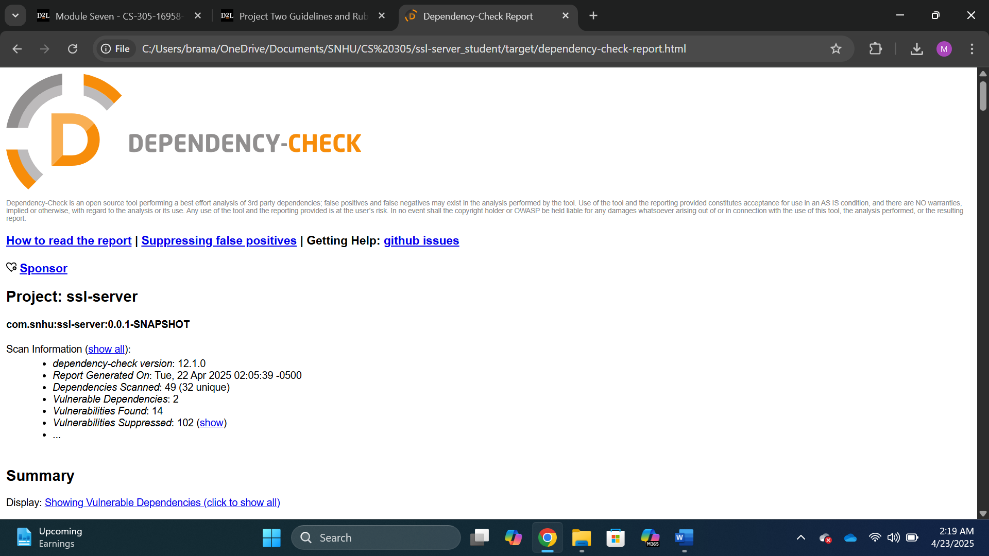 Module Seven - CS-305-16958-
Project Two Guidelines and Rub
Dependency-Check Report
File
C:/Users/brama/OneDrive/Documents/SNHU/CS%20305/ssl-server_student/target/dependency-check-report.html
M
DEPENDENCY-CHECK
Dependency-Check is an open source tool performing a best effort analysis of 3rd party dependencies; false positives and false negatives may exist in the analysis performed by the tool. Use of the tool and the reporting provided constitutes acceptance for use in an AS IS condition, and there are NO warranties,
implied or otherwise, with regard to the analysis or its use. Any use of the tool and the reporting provided is at the user's risk. In no event shall the copyright holder or OWASP be held liable for any damages whatsoever arising out of or in connection with the use of this tool, the analysis performed, or the resulting
report.
How to read the report | Suppressing false positives | Getting Help: github issues
Sponsor
Project: ssl-server
com.snhu:ssl-server:0.0.1-SNAPSHOT
Scan Information (show all):
• dependency-check version: 12.1.0
• Report Generated On: Tue, 22 Apr 2025 02:05:39 -0500
• Dependencies Scanned: 49 (32 unique)
• Vulnerable Dependencies: 2
• Vulnerabilities Found: 14
• Vulnerabilities Suppressed: 102 (show)
• ...
Summary
Display: Showing Vulnerable Dependencies (click to show all)
Upcoming
Earnings
Search
M365
2:19 AM
4/23/2025